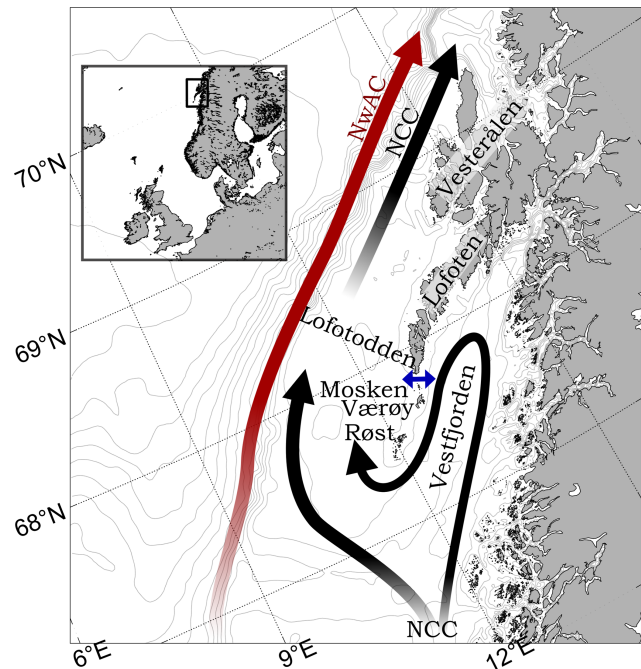 NwAC
NCC
Vesterålen
70°N
Lofoten
69°N
Lofotodden
Mosken
Værøy
Røst
Vestfjorden
68°N
NCC
6°E
9°E
12°E